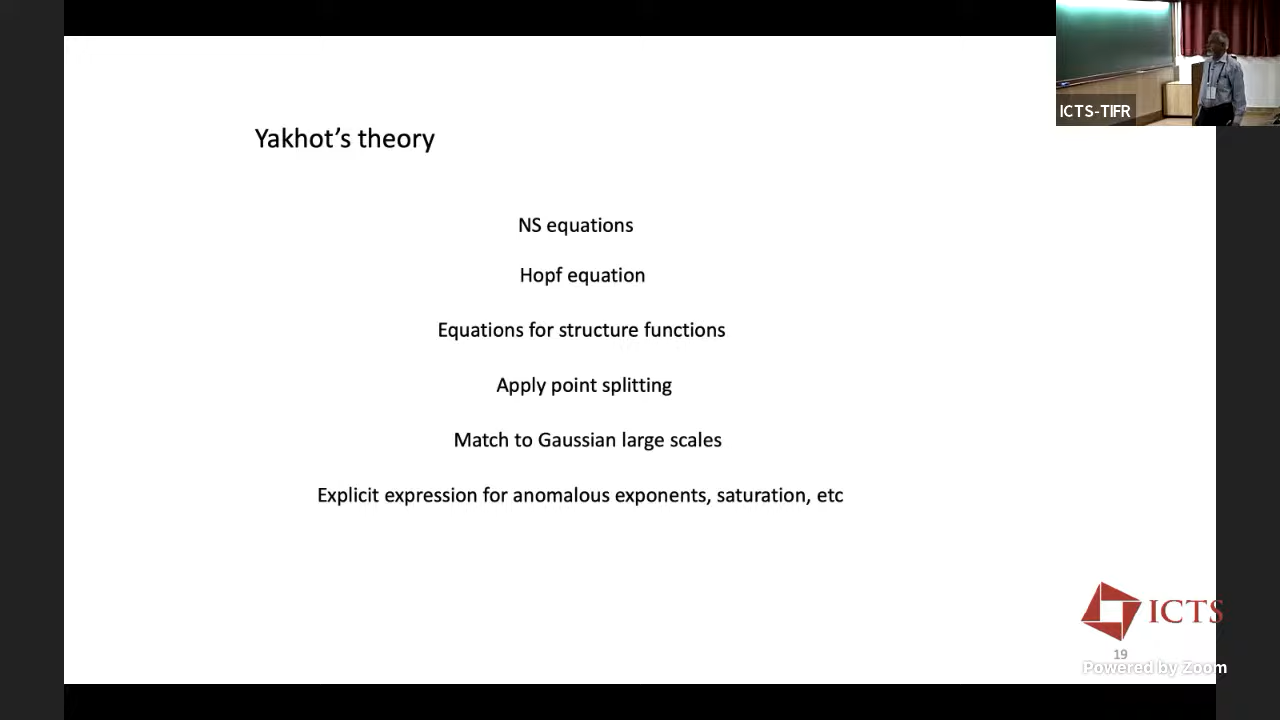 ICTS-TIFR
Yakhot's theory
NS equations
Hopf equation
Equations for structure functions
Apply point splitting
Match to Gaussian large scales
Explicit expression for anomalous exponents, saturation, etc
ICTS
19
Powered by Zoom